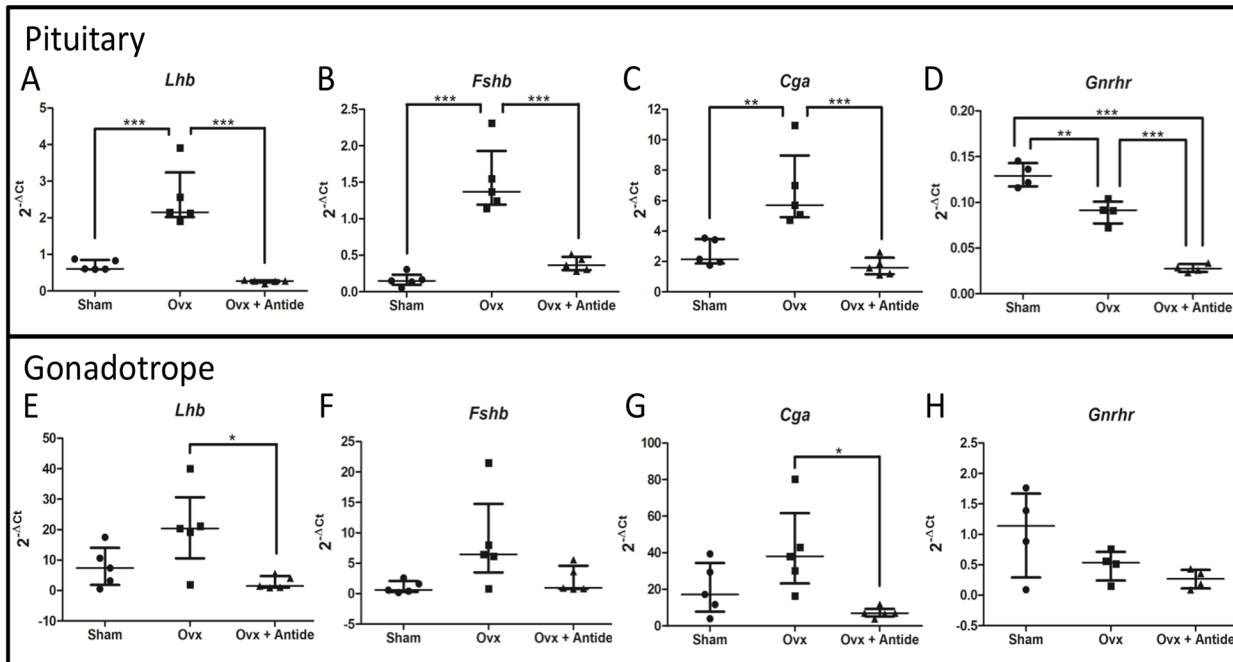 Pituitary
A
Lhb
2^-ΔCt
5
4
3
2
1
0
***
***
Sham
Ovx
Ovx + Antide
B
Fshb
2^-ΔCt
2.5
2.0
1.5
1.0
0.5
0.0
***
***
Sham
Ovx
Ovx + Antide
C
Cga
2^-ΔCt
12
10
8
6
4
2
0
**
***
Sham
Ovx
Ovx + Antide
D
Gnrhr
2^-ΔCt
0.20
0.15
0.10
0.05
0.00
***
**
***
Sham
Ovx
Ovx + Antide
Gonadotrope
E
Lhb
2^-ΔCt
50
40
30
20
10
0
-10
*
Sham
Ovx
Ovx + Antide
F
Fshb
2^-ΔCt
25
20
15
10
5
0
-5
Sham
Ovx
Ovx + Antide
G
Cga
2^-ΔCt
100
80
60
40
20
0
*
Sham
Ovx
Ovx + Antide
H
Gnrhr
2^-ΔCt
2.5
2.0
1.5
1.0
0.5
0.0
-0.5
Sham
Ovx
Ovx + Antide